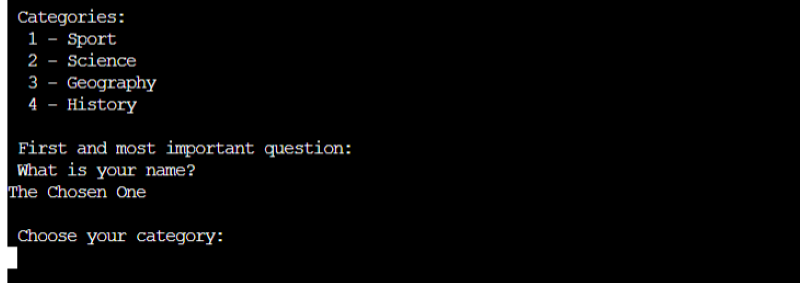 Categories:
1 - Sport
2 - Science
3 - Geography
4 - History
First and most important question:
What is your name?
The Chosen One
Choose your category: